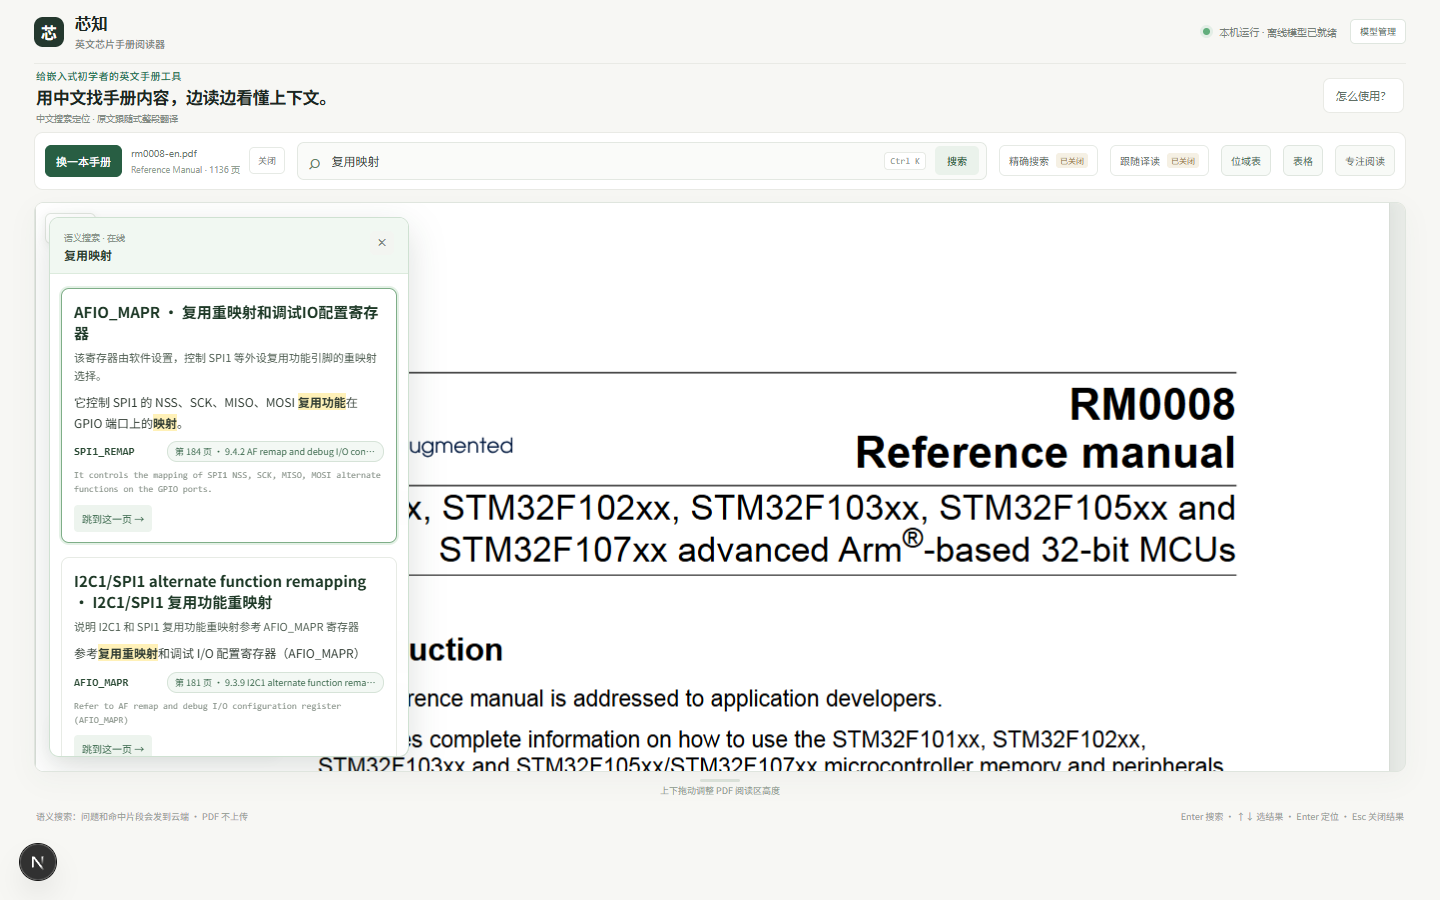 芯
芯知
英文芯片手册阅读器
本机运行 · 离线模型已就绪
模型管理
给嵌入式初学者的英文手册工具
用中文找手册内容，边读边看懂上下文。
中文搜索定位 · 原文跟随式整段翻译
怎么使用？
换一本手册
rm0008-en.pdf
Reference Manual · 1136 页
关闭
复用映射
Ctrl K
搜索
精确搜索 已关闭
跟随译读 已关闭
位域表
表格
专注阅读
语义搜索 · 在线
复用映射
×
AFIO_MAPR · 复用重映射和调试IO配置寄存
器
该寄存器由软件设置，控制 SPI1 等外设复用功能引脚的重映射
选择。
它控制 SPI1 的 NSS、SCK、MISO、MOSI 复用功能在
GPIO 端口上的映射。
SPI1_REMAP
第 184 页 · 9.4.2 AF remap and debug I/O con···
It controls the mapping of SPI1 NSS, SCK, MISO, MOSI alternate
functions on the GPIO ports.
跳到这一页 →
I2C1/SPI1 alternate function remapping
· I2C1/SPI1 复用功能重映射
说明 I2C1 和 SPI1 复用功能重映射参考 AFIO_MAPR 寄存器
参考复用重映射和调试 I/O 配置寄存器（AFIO_MAPR）
AFIO_MAPR
第 181 页 · 9.3.9 I2C1 alternate function rema···
Refer to AF remap and debug I/O configuration register
(AFIO_MAPR)
跳到这一页 →
RM0008
ugmented
Reference manual
x, STM32F102xx, STM32F103xx, STM32F105xx and
STM32F107xx advanced Arm®-based 32-bit MCUs
uction
rence manual is addressed to application developers.
es complete information on how to use the STM32F101xx, STM32F102xx,
STM32F103xx and STM32F105xx/STM32F107xx microcontroller memory and peripherals.
上下拖动调整 PDF 阅读区高度
语义搜索：问题和命中片段会发到云端 · PDF 不上传
Enter 搜索 · ↑↓ 选结果 · Enter 定位 · Esc 关闭结果
N